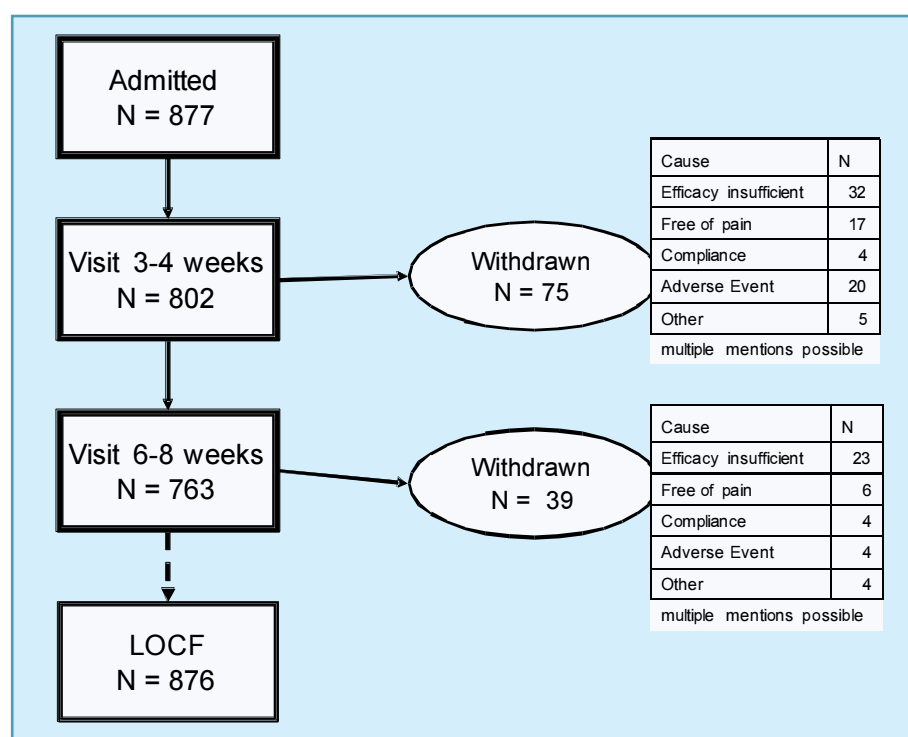 Admitted
N = 877
Visit 3-4 weeks
N = 802
Withdrawn
N = 75
Cause N
Efficacy insufficient 32
Free of pain 17
Compliance 4
Adverse Event 20
Other 5
multiple mentions possible
Visit 6-8 weeks
N = 763
Withdrawn
N = 39
Cause N
Efficacy insufficient 23
Free of pain 6
Compliance 4
Adverse Event 4
Other 4
multiple mentions possible
LOCF
N = 876